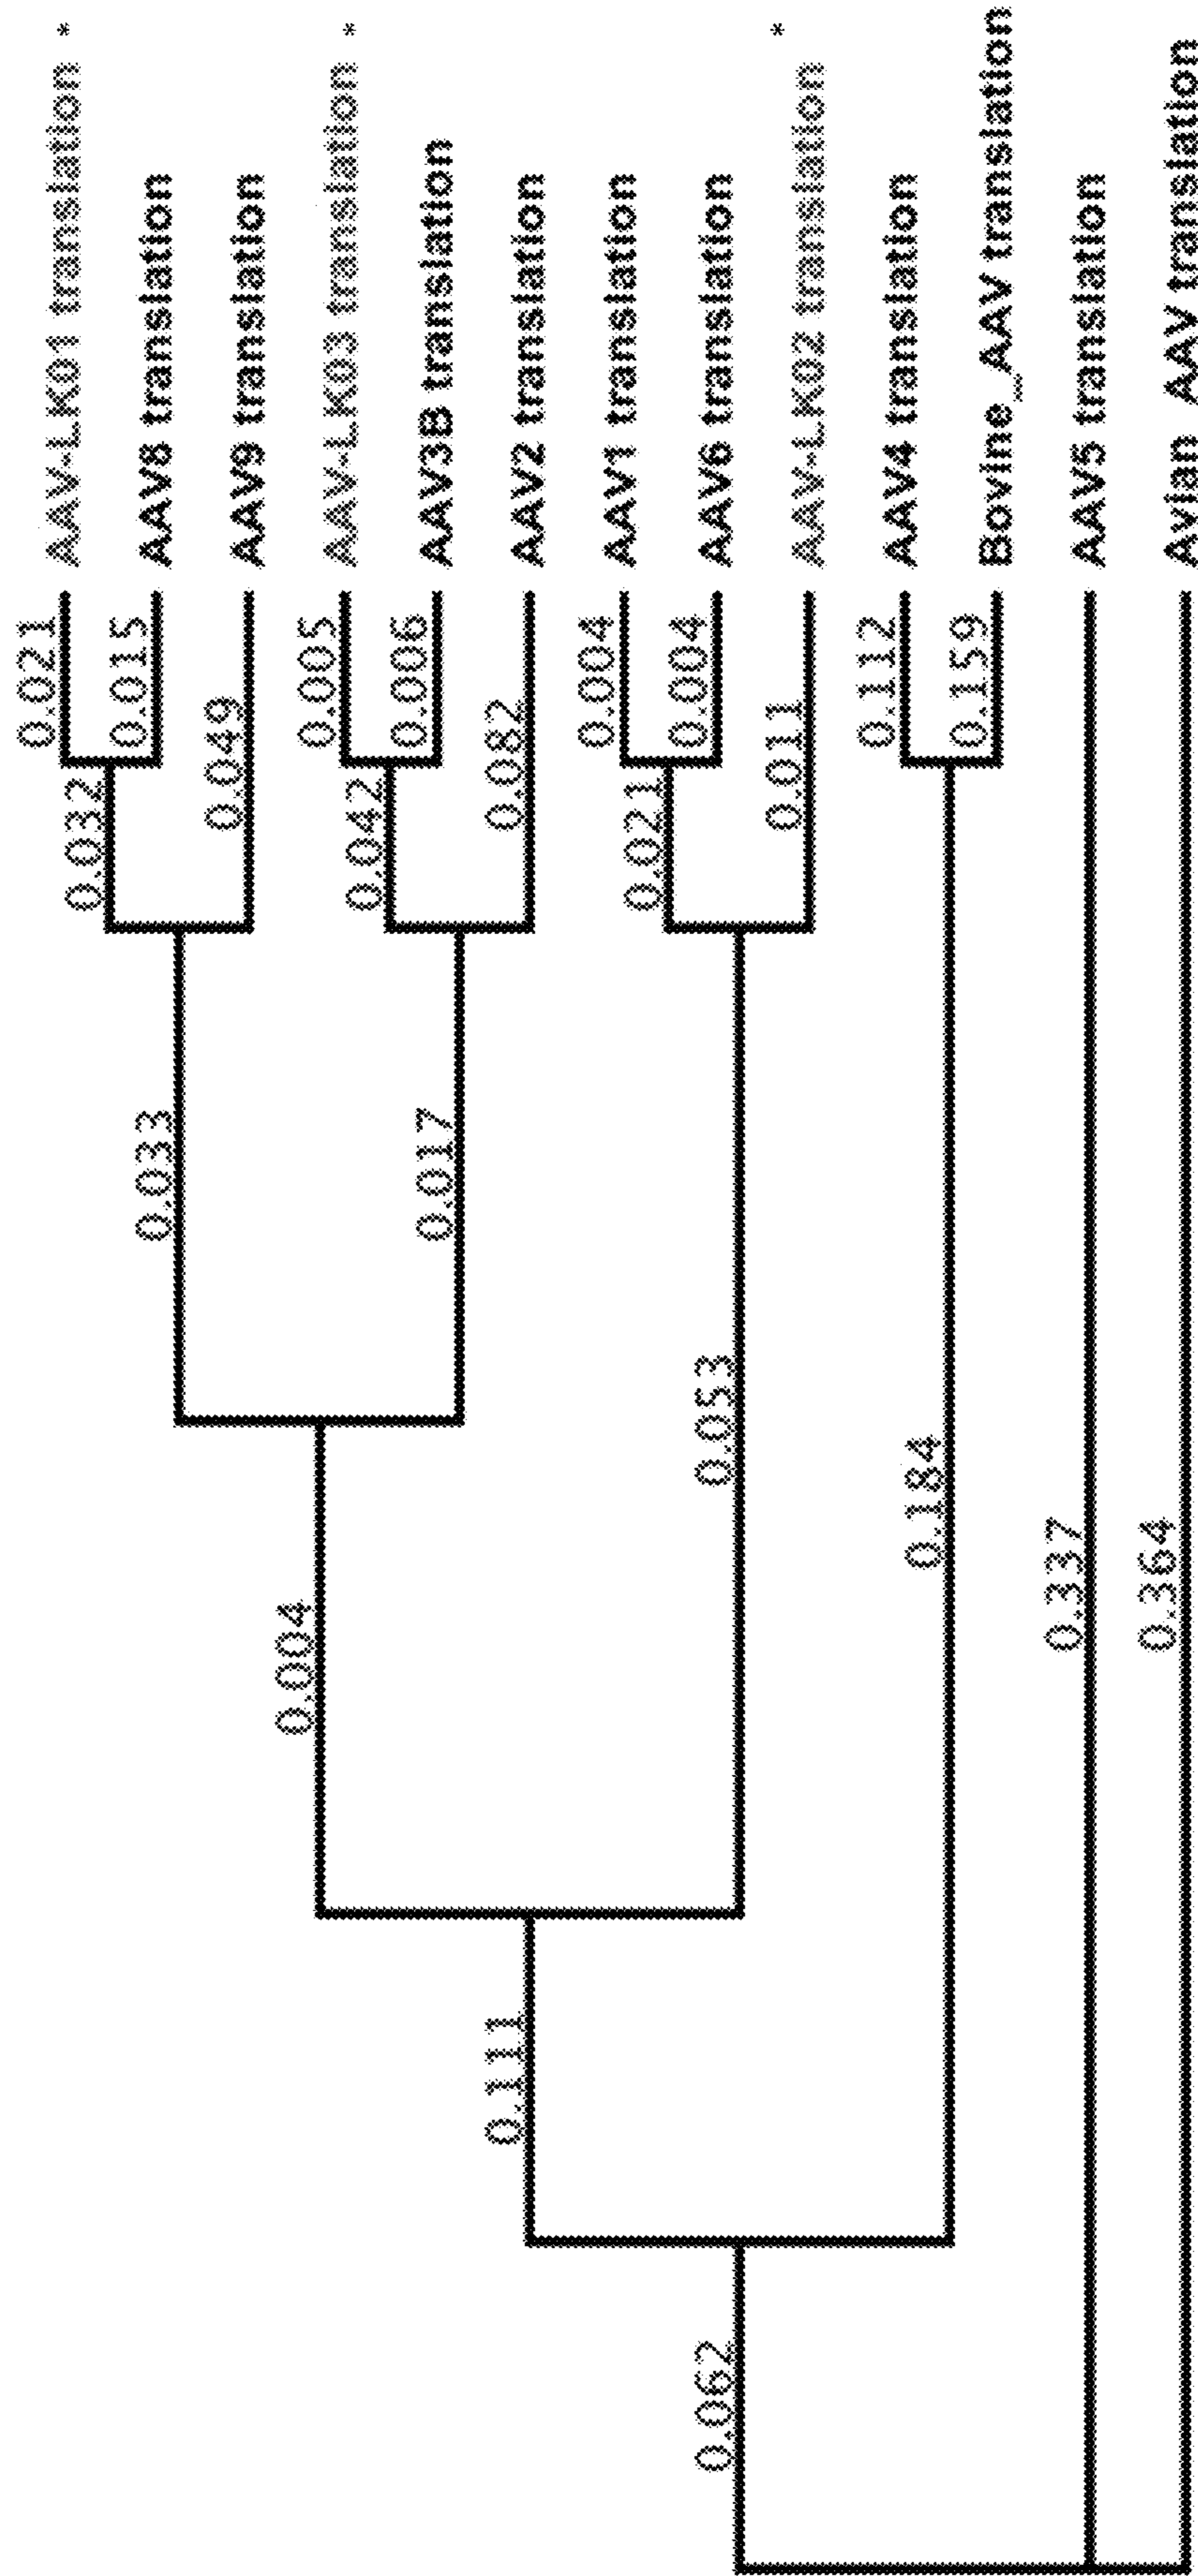 AAV-LK01 translation *
AAV8 translation
AAV9 translation
AAV-LK03 translation *
AAV3B translation
AAV2 translation
AAV1 translation
AAV6 translation
AAV-LK02 translation *
AAV4 translation
Bovine_AAV translation
AAV5 translation
Avian_AAV translation
0.021
0.015
0.032
0.049
0.005
0.006
0.042
0.082
0.004
0.004
0.021
0.011
0.112
0.159
0.033
0.017
0.053
0.184
0.004
0.337
0.364
0.111
0.062